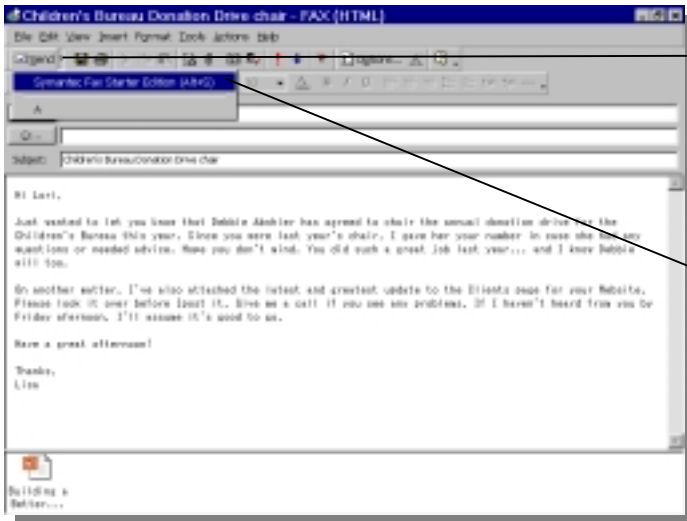 Children's Bureau Donation Drive chair - FAX (HTML)
File Edit View Insert Format Tools Actions Help
Send Options...
Symantec Fax Starter Edition (Alt+S)
Subject: Children's Bureau Donation Drive chair
Hi Lori,
Just wanted to let you know that Debbie has agreed to chair the annual donation drive for the
Children's Bureau this year. Since you were last year's chair, I gave her your number in case she had any
questions or needed advice. Hope you don't mind. You did such a great job last year... and I know Debbie
will too.
On another matter. I've also attached the latest and greatest update to the Clients page for your Website.
Please look it over before I post it. Give me a call if you see any problems. If I haven't heard from you by
Friday afternoon, I'll assume it's good to go.
Have a great afternoon!
Thanks,
Lisa
Building a
Better...